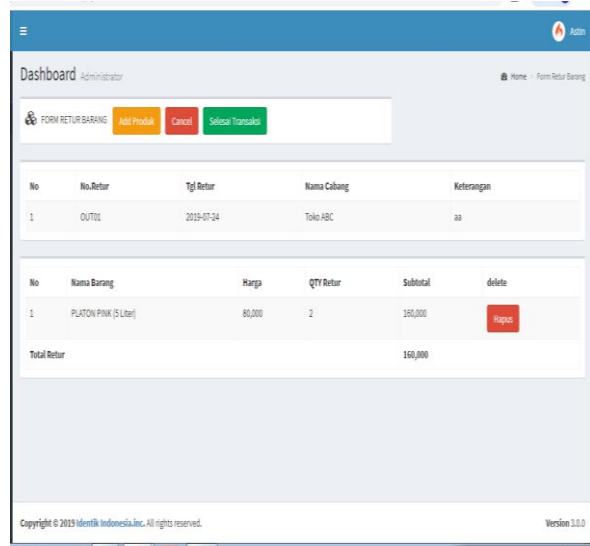 Astin
Dashboard Administrator
Home > Form Retur Barang
FORM RETUR BARANG Add Produk Cancel Selesai Transaksi
No No.Retur Tgl Retur Nama Cabang Keterangan
1 OUT01 2019-07-24 Toko ABC aa
No Nama Barang Harga QTY Retur Subtotal delete
1 PLATON PINK (5 Liter) 80,000 2 160,000 Hapus
Total Retur 160,000
Copyright © 2019 Identik Indonesia.inc. All rights reserved. Version 3.0.0